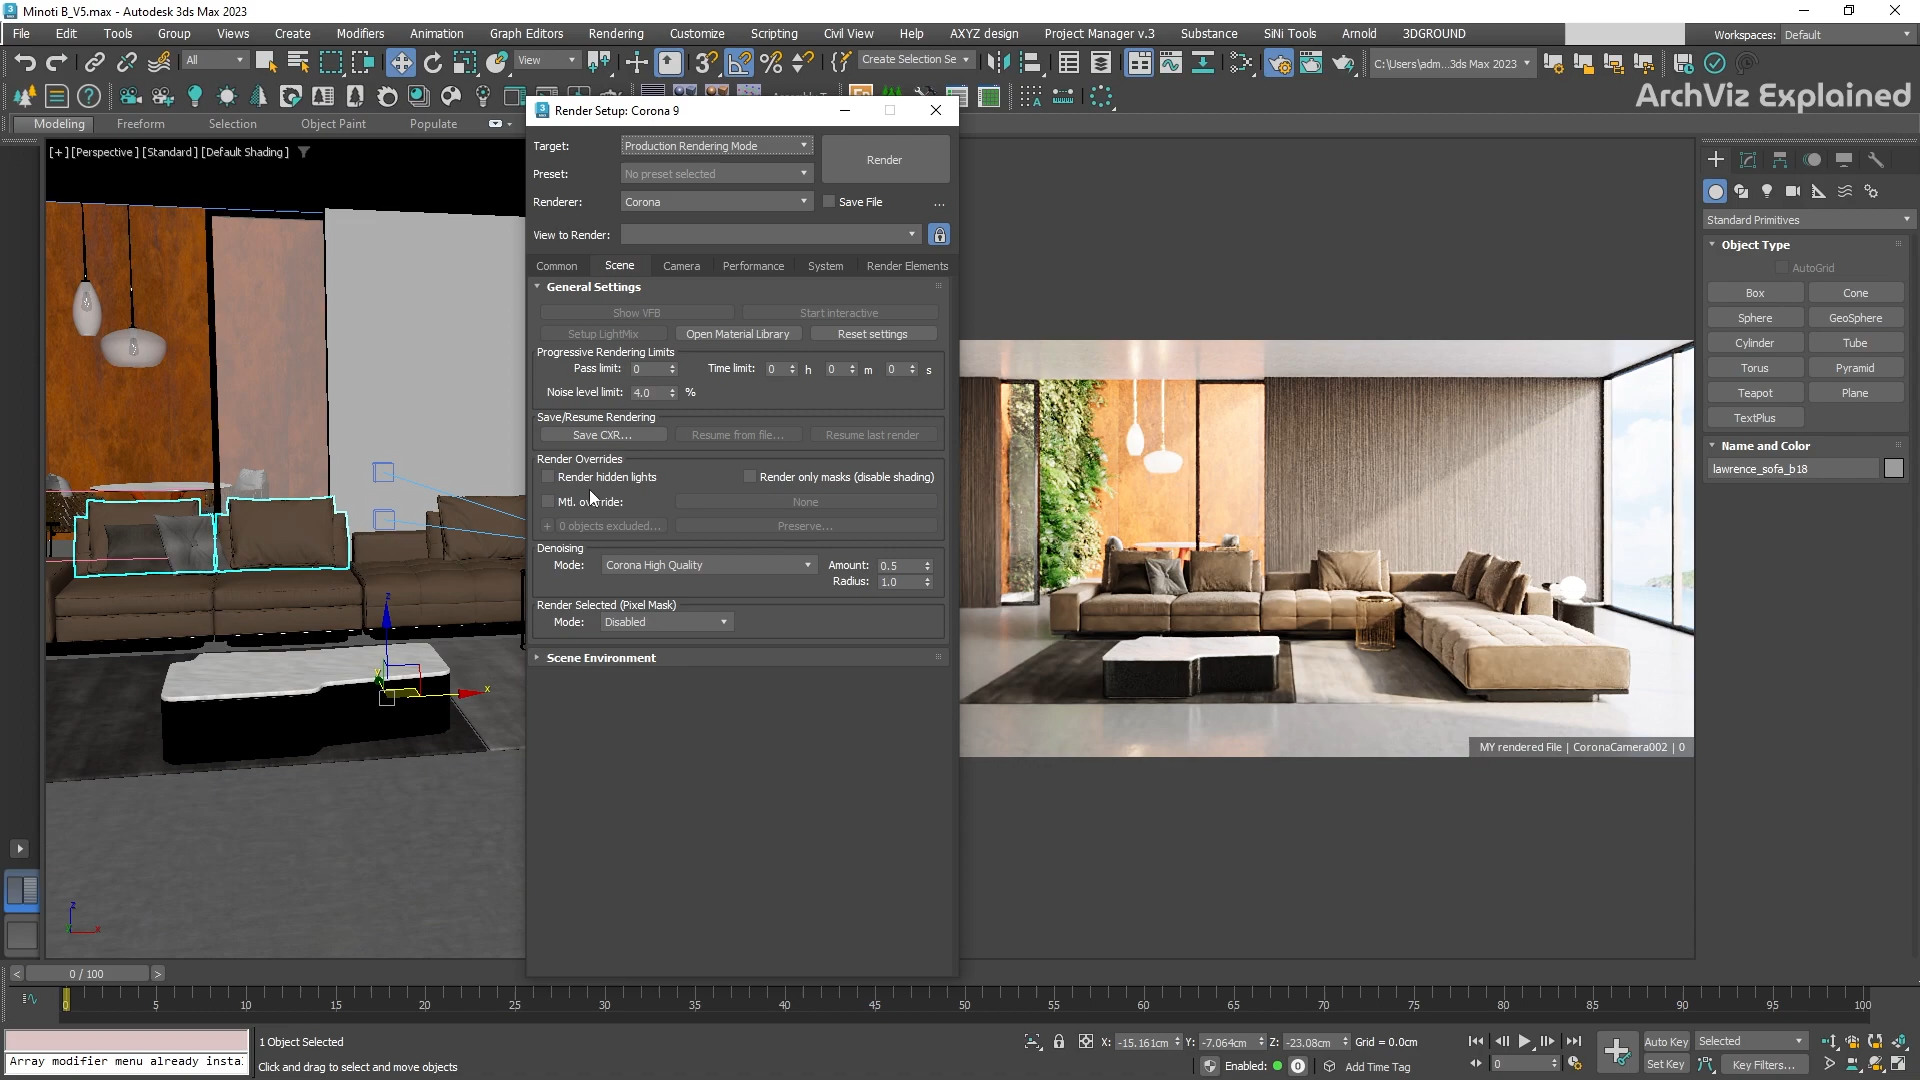 Minoti B_V5.max - Autodesk 3ds Max 2023
File Edit Tools Group Views Create Modifiers Animation Graph Editors Rendering Customize Scripting Civil View Help AXYZ design Project Manager v.3 Substance SiNi Tools Arnold 3DGROUND Workspaces: Default
All View Create Selection Se C:\Users\adm...3ds Max 2023
ArchViz Explained
Modeling Freeform Selection Object Paint Populate
[+] [Perspective ] [Standard ] [Default Shading ]
Render Setup: Corona 9
Target: Production Rendering Mode Render
Preset: No preset selected
Renderer: Corona Save File ...
View to Render:
Common Scene Camera Performance System Render Elements
General Settings
Show VFB Start interactive
Setup LightMix Open Material Library Reset settings
Progressive Rendering Limits
Pass limit: 0 Time limit: 0 h 0 m 0 s
Noise level limit: 4.0 %
Save/Resume Rendering
Save CXR... Resume from file... Resume last render
Render Overrides
Render hidden lights Render only masks (disable shading)
Mtl. override: None
+ 0 objects excluded... Preserve...
Denoising
Mode: Corona High Quality Amount: 0.5
Radius: 1.0
Render Selected (Pixel Mask)
Mode: Disabled
Scene Environment
MY rendered File | CoronaCamera002 | 0
Standard Primitives
Object Type
AutoGrid
Box Cone
Sphere GeoSphere
Cylinder Tube
Torus Pyramid
Teapot Plane
TextPlus
Name and Color
lawrence_sofa_b18
z
y
x
z
x
< 0 / 100 >
0 5 10 15 20 25 30 35 40 45 50 55 60 65 70 75 80 85 90 95 100
1 Object Selected X: -15.161cm Y: -7.064cm Z: -23.08cm Grid = 0.0cm Auto Key Selected
Array modifier menu already insta Click and drag to select and move objects Enabled: 0 Add Time Tag 0 Set Key Key Filters...